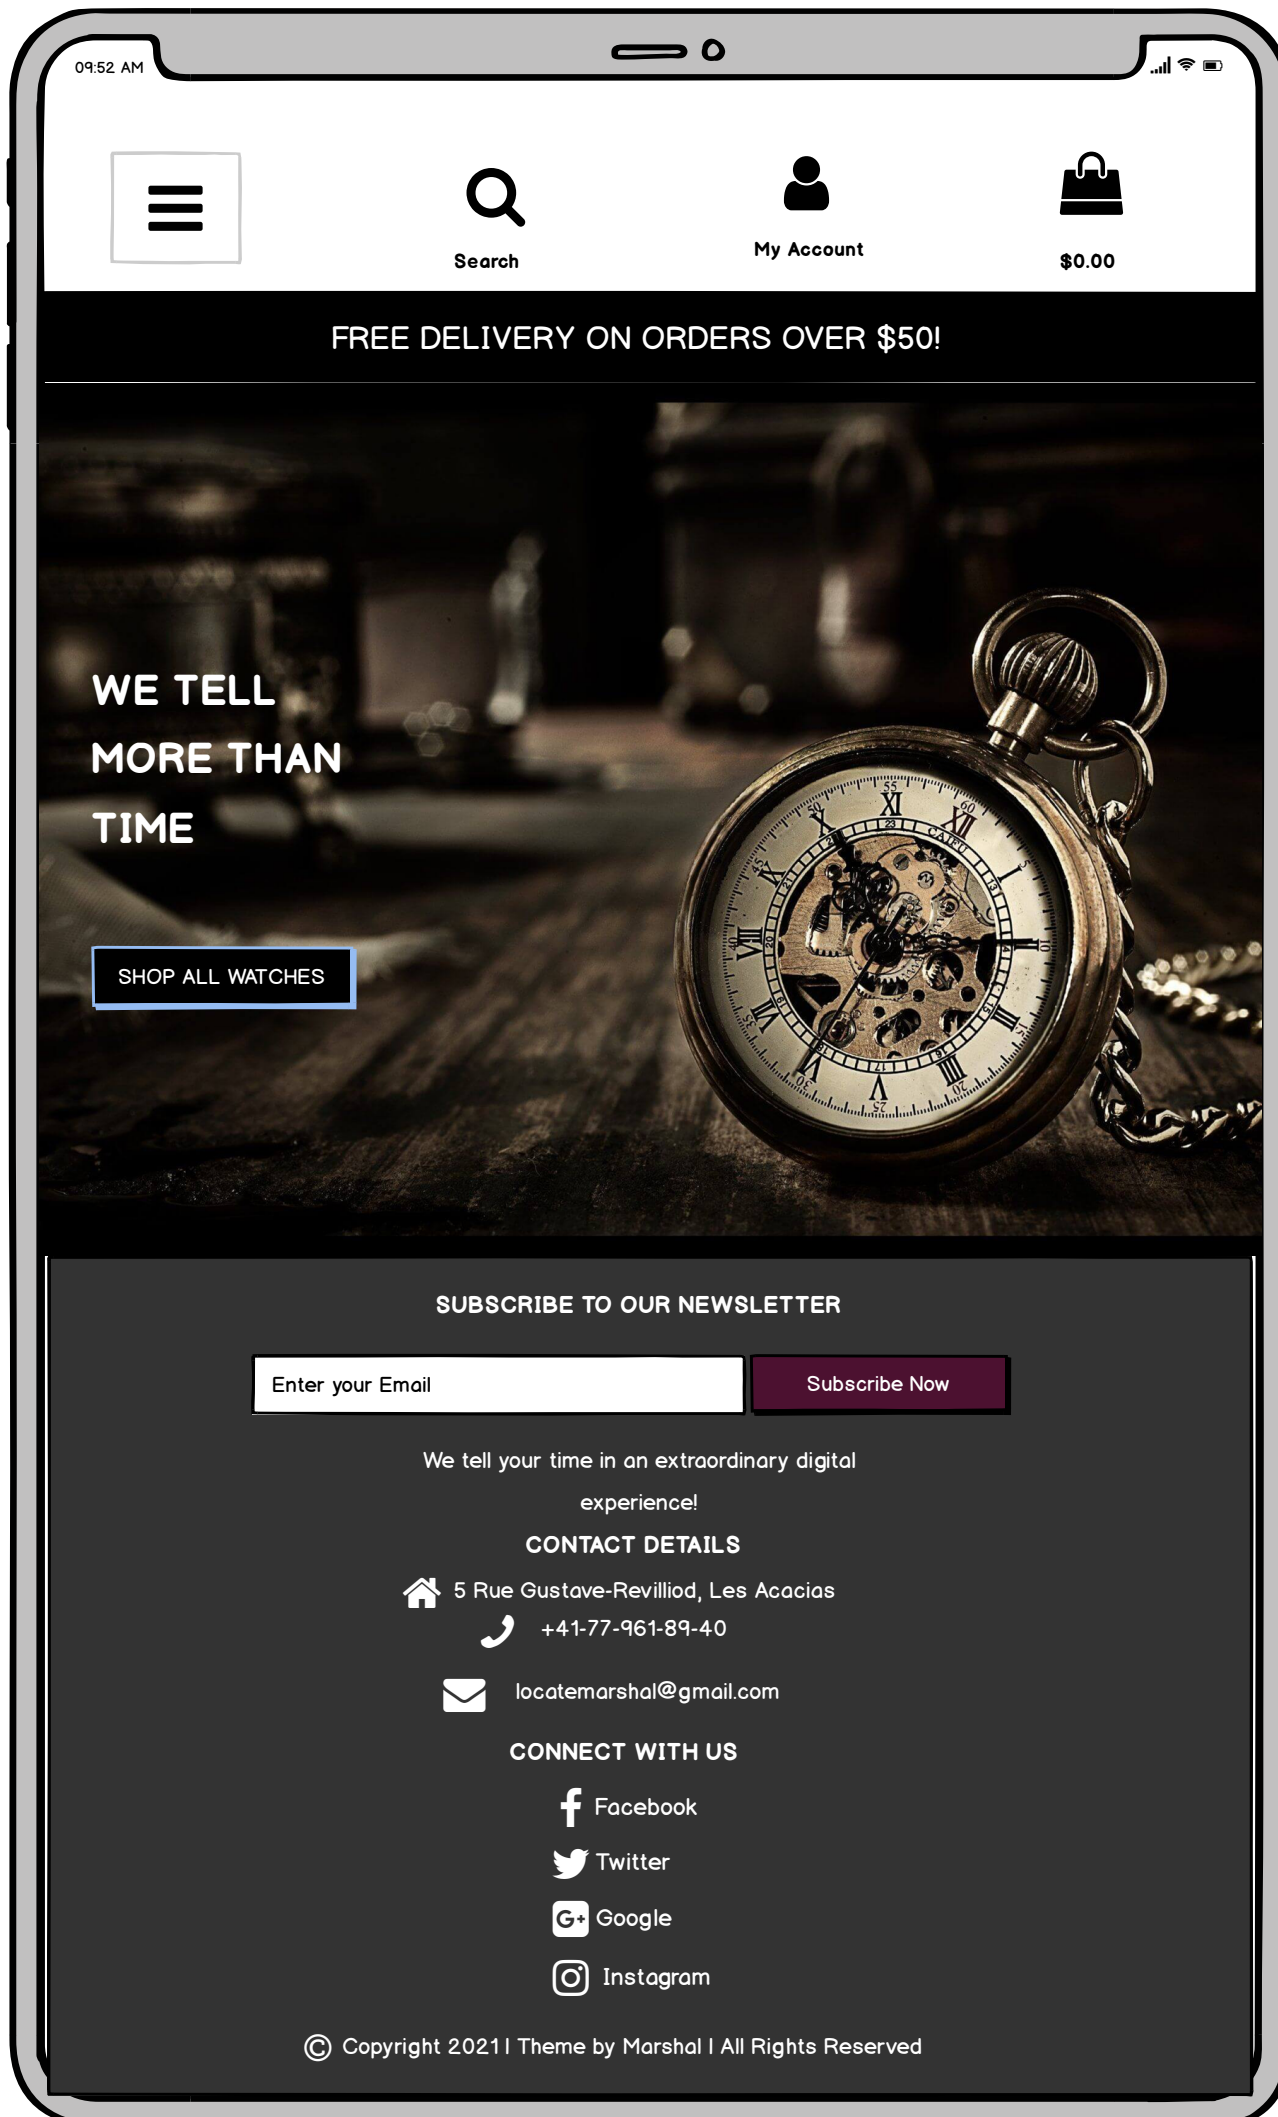 09:52 AM
Search
My Account
$0.00
FREE DELIVERY ON ORDERS OVER $50!
WE TELL
MORE THAN
TIME
SHOP ALL WATCHES
CAIFU
SUBSCRIBE TO OUR NEWSLETTER
Enter your Email
Subscribe Now
We tell your time in an extraordinary digital
experience!
CONTACT DETAILS
5 Rue Gustave-Revilliod, Les Acacias
+41-77-961-89-40
locatemarshal@gmail.com
CONNECT WITH US
Facebook
Twitter
G+ Google
Instagram
© Copyright 2021 | Theme by Marshal | All Rights Reserved